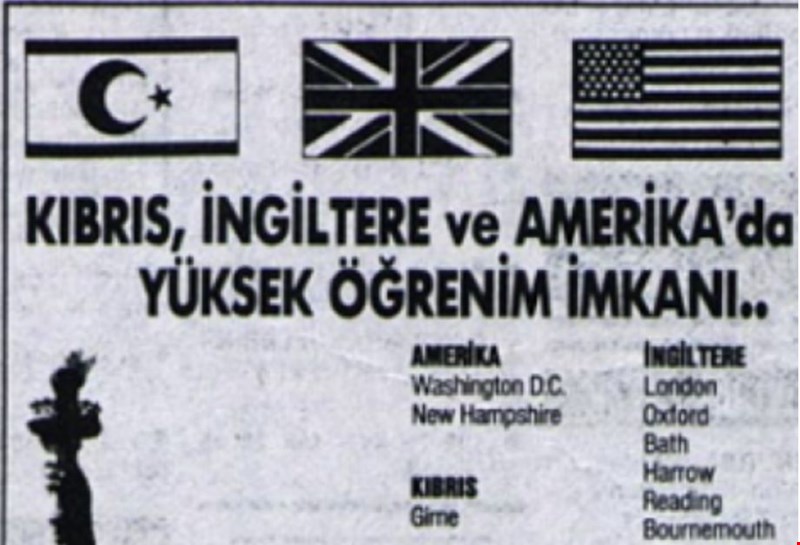 KIBRIS, İNGİLTERE ve AMERİKA'da
YÜKSEK ÖĞRENİM İMKANI..
AMERİKA
Washington D.C.
New Hampshire
KIBRIS
Girne
İNGİLTERE
London
Oxford
Bath
Harrow
Reading
Bournemouth